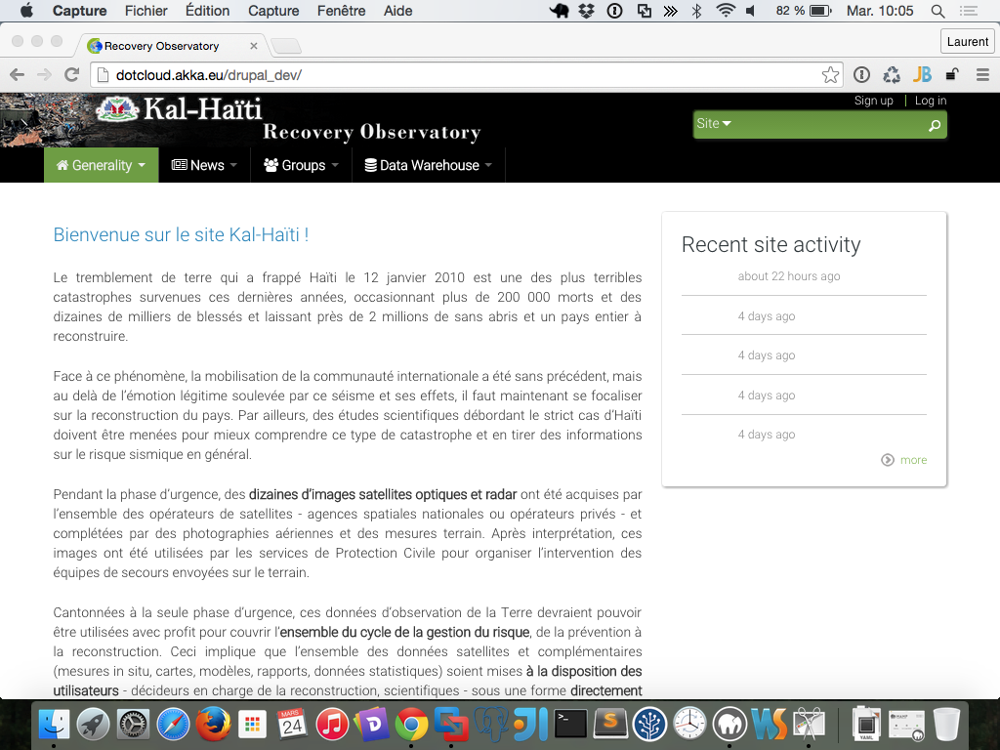 Capture Fichier Édition Capture Fenêtre Aide 82 % Mar. 10:05
Recovery Observatory
Laurent
dotcloud.akka.eu/drupal_dev/
JB
Sign up | Log in
Kal-Haïti
Recovery Observatory
Site
Generality News Groups Data Warehouse
Bienvenue sur le site Kal-Haïti !
Le tremblement de terre qui a frappé Haïti le 12 janvier 2010 est une des plus terribles
catastrophes survenues ces dernières années, occasionnant plus de 200 000 morts et des
dizaines de milliers de blessés et laissant près de 2 millions de sans abris et un pays entier à
reconstruire.
Face à ce phénomène, la mobilisation de la communauté internationale a été sans précédent, mais
au delà de l'émotion légitime soulevée par ce séisme et ses effets, il faut maintenant se focaliser
sur la reconstruction du pays. Par ailleurs, des études scientifiques débordant le strict cas d'Haïti
doivent être menées pour mieux comprendre ce type de catastrophe et en tirer des informations
sur le risque sismique en général.
Pendant la phase d'urgence, des dizaines d'images satellites optiques et radar ont été acquises par
l'ensemble des opérateurs de satellites - agences spatiales nationales ou opérateurs privés - et
complétées par des photographies aériennes et des mesures terrain. Après interprétation, ces
images ont été utilisées par les services de Protection Civile pour organiser l'intervention des
équipes de secours envoyées sur le terrain.
Cantonnées à la seule phase d'urgence, ces données d'observation de la Terre devraient pouvoir
être utilisées avec profit pour couvrir l'ensemble du cycle de la gestion du risque, de la prévention à
la reconstruction. Ceci implique que l'ensemble des données satellites et complémentaires
(mesures in situ, cartes, modèles, rapports, données statistiques) soient mises à la disposition des
utilisateurs - décideurs en charge de la reconstruction, scientifiques - sous une forme directement
Recent site activity
about 22 hours ago
4 days ago
4 days ago
4 days ago
4 days ago
more
MARS
24
D
S
WS
YAML